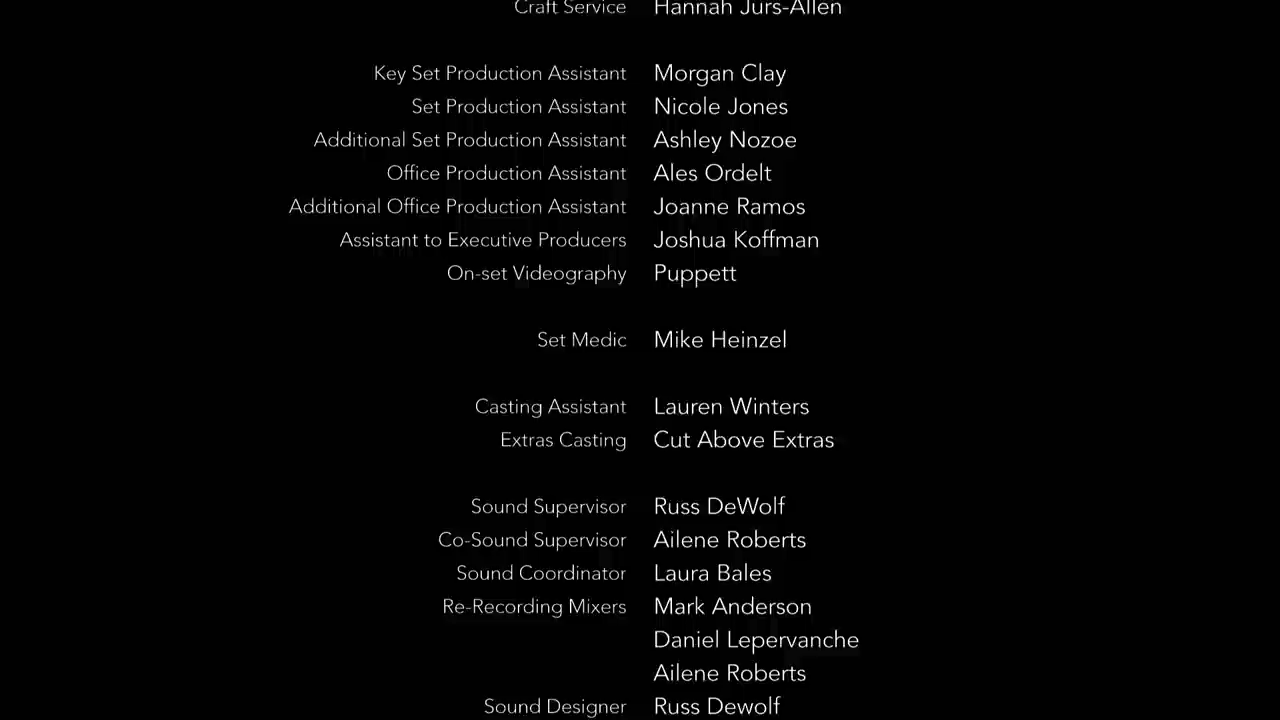 Craft Service Hannah Jurs-Allen
Key Set Production Assistant Morgan Clay
Set Production Assistant Nicole Jones
Additional Set Production Assistant Ashley Nozoe
Office Production Assistant Ales Ordelt
Additional Office Production Assistant Joanne Ramos
Assistant to Executive Producers Joshua Koffman
On-set Videography Puppett
Set Medic Mike Heinzel
Casting Assistant Lauren Winters
Extras Casting Cut Above Extras
Sound Supervisor Russ DeWolf
Co-Sound Supervisor Ailene Roberts
Sound Coordinator Laura Bales
Re-Recording Mixers Mark Anderson
Daniel Lepervanche
Ailene Roberts
Sound Designer Russ Dewolf